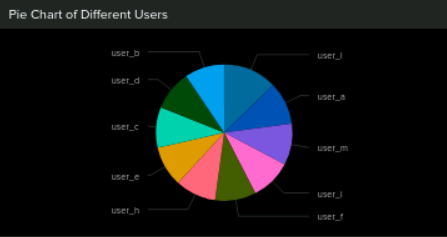 Pie Chart of Different Users
user_b
user_l
user_d
user_a
user_c
user_m
user_e
user_i
user_h
user_f